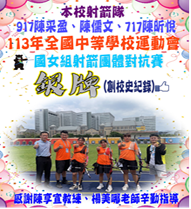 本校射箭隊
917陳采盈、陳儒文、717陳昕悅
113年全國中等學校運動會
國女組射箭團體對抗賽
銀牌(創校史紀錄)
感謝陳享宣教練、楊美娜老師辛勤指導